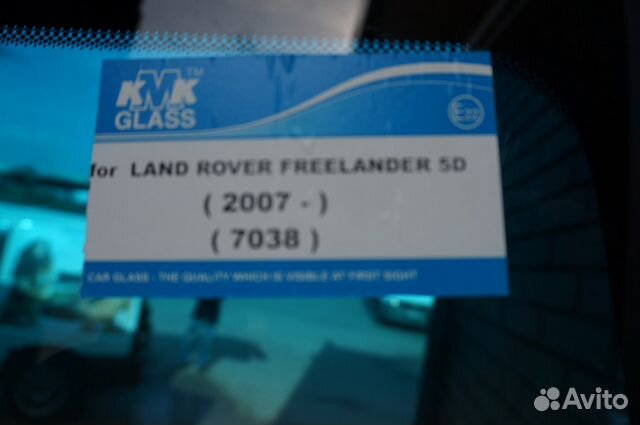 KMK™
GLASS
for LAND ROVER FREELANDER 5D
( 2007 - )
( 7038 )
CAR GLASS - THE QUALITY WHICH IS VISIBLE AT FIRST SIGHT
Avito